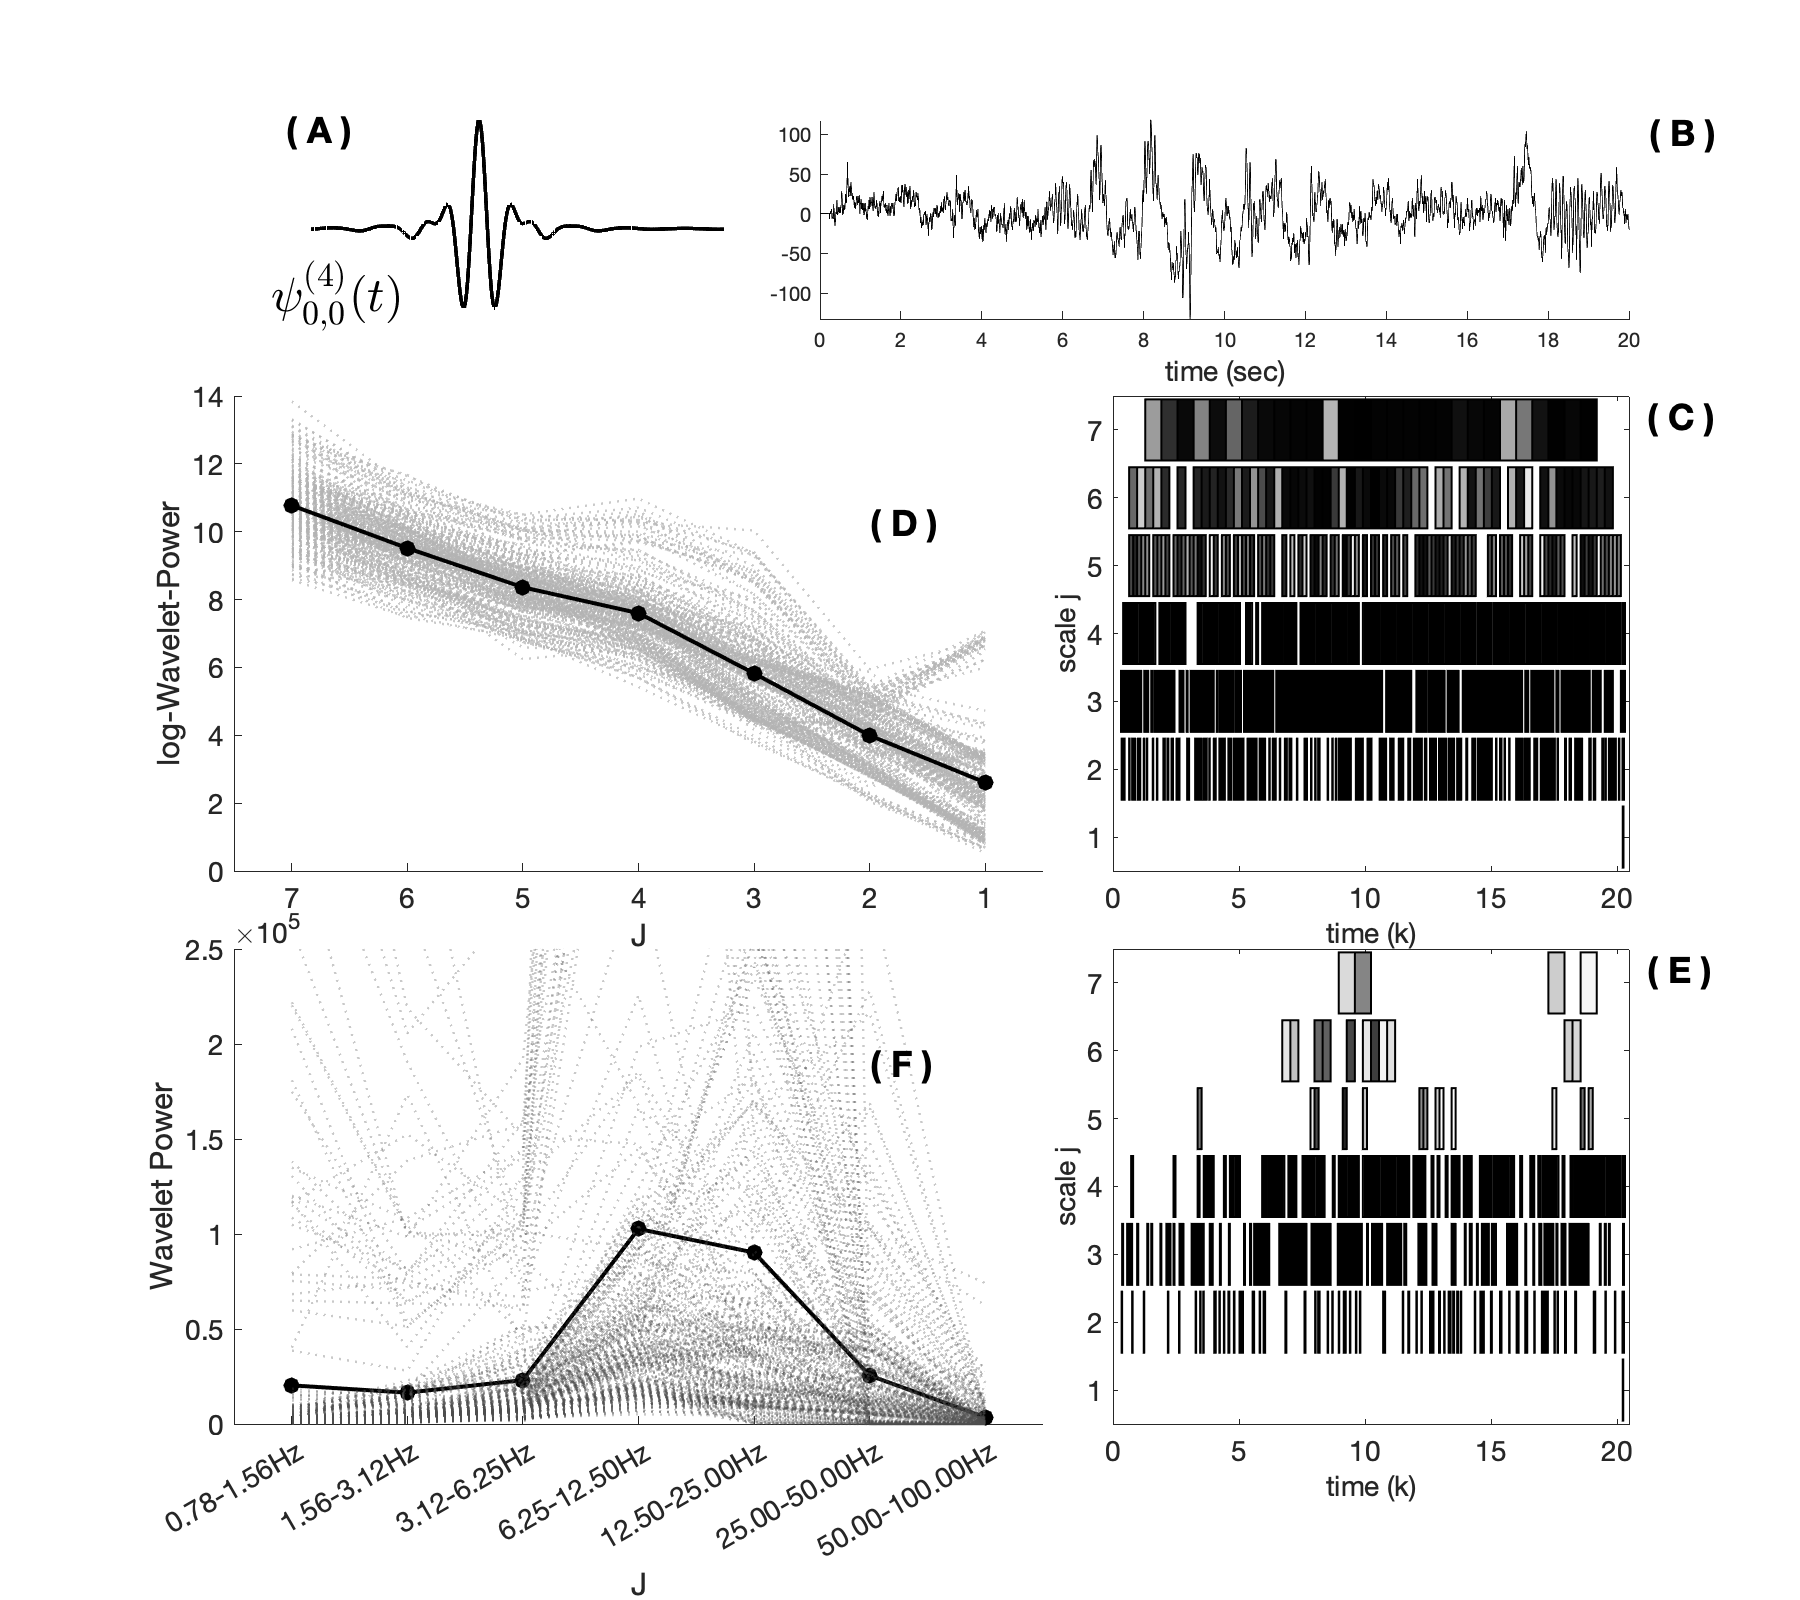 ( A )
ψ_{0,0}^{(4)}(t)
( B )
100
50
0
-50
-100
0 2 4 6 8 10 12 14 16 18 20
time (sec)
( D )
14
12
10
8
6
4
2
0
log-Wavelet-Power
7 6 5 4 3 2 1
J
( C )
7
6
5
4
3
2
1
scale j
0 5 10 15 20
time (k)
( F )
×10^5
2.5
2
1.5
1
0.5
0
Wavelet Power
0.78-1.56Hz
1.56-3.12Hz
3.12-6.25Hz
6.25-12.50Hz
12.50-25.00Hz
25.00-50.00Hz
50.00-100.00Hz
J
( E )
7
6
5
4
3
2
1
scale j
0 5 10 15 20
time (k)